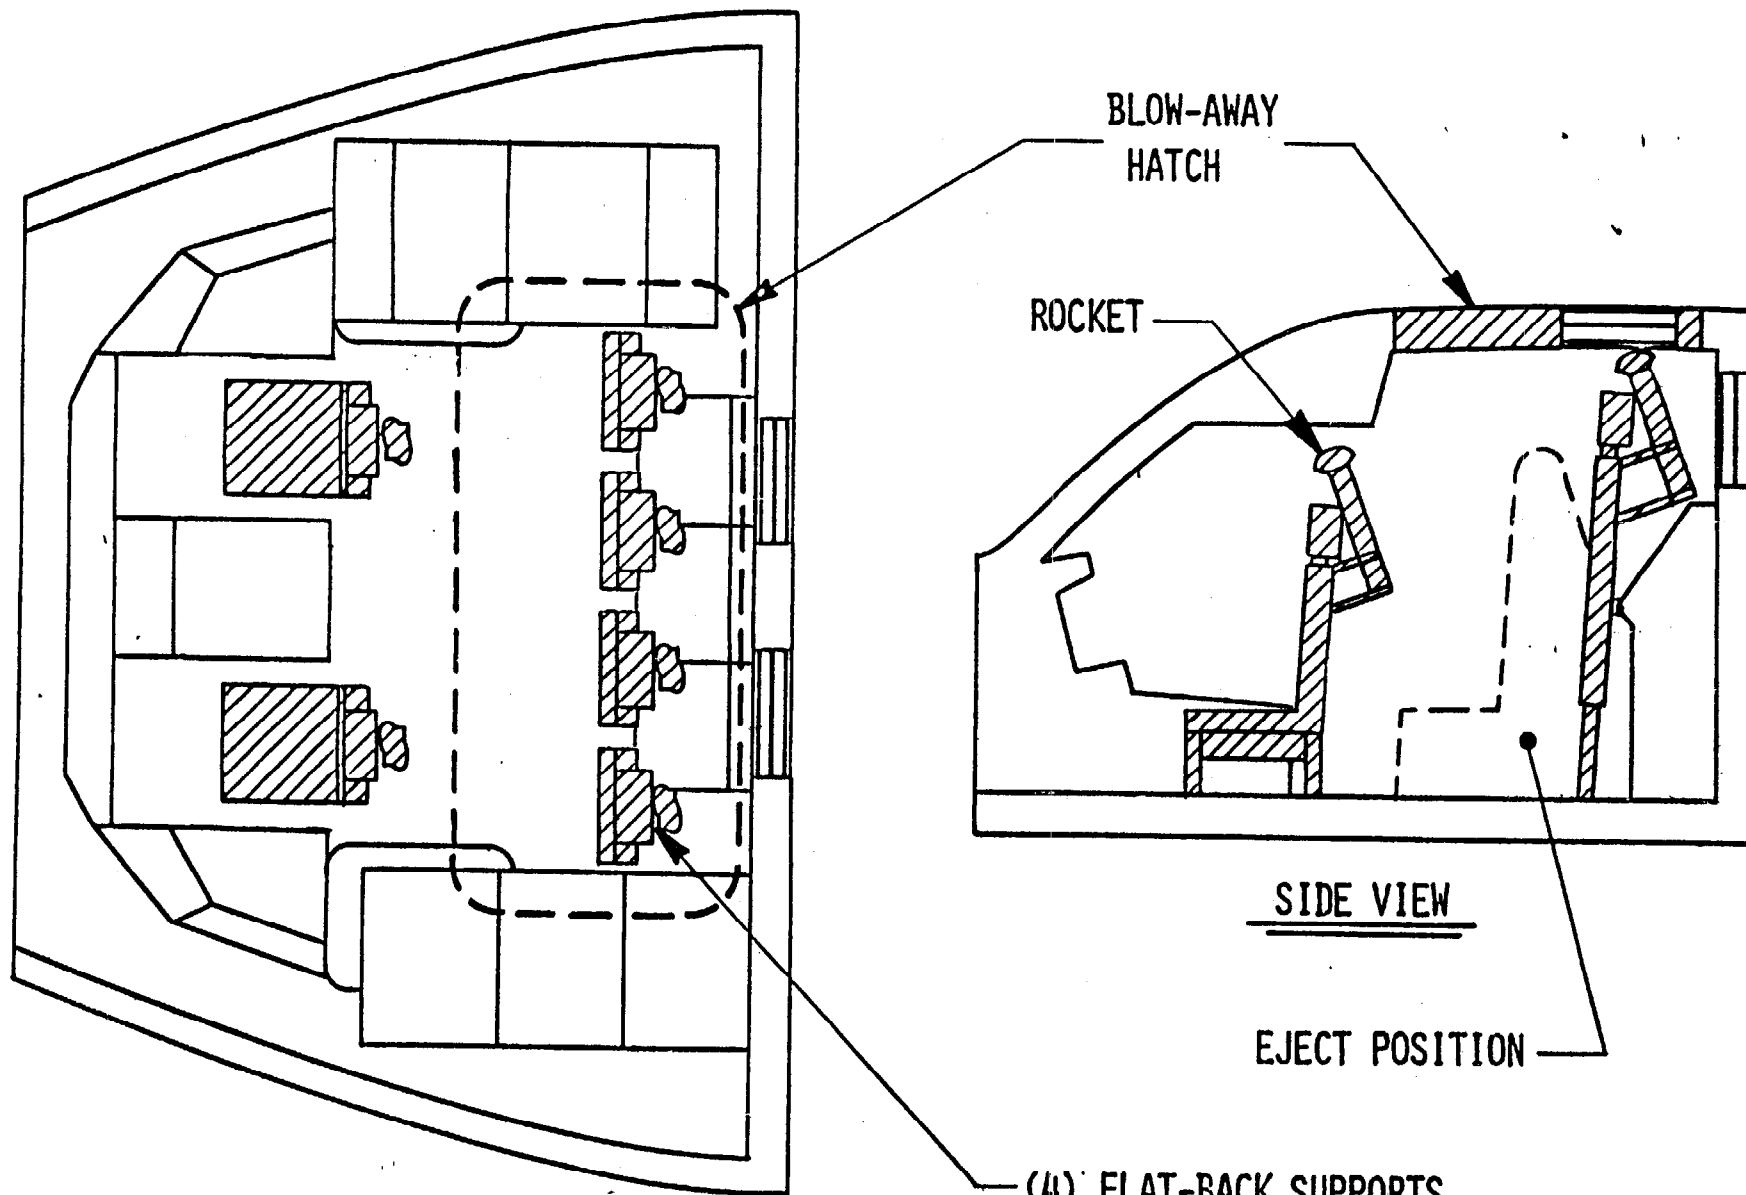 BLOW-AWAY
HATCH
ROCKET
SIDE VIEW
EJECT POSITION
(4) FLAT-BACK SUPPORTS